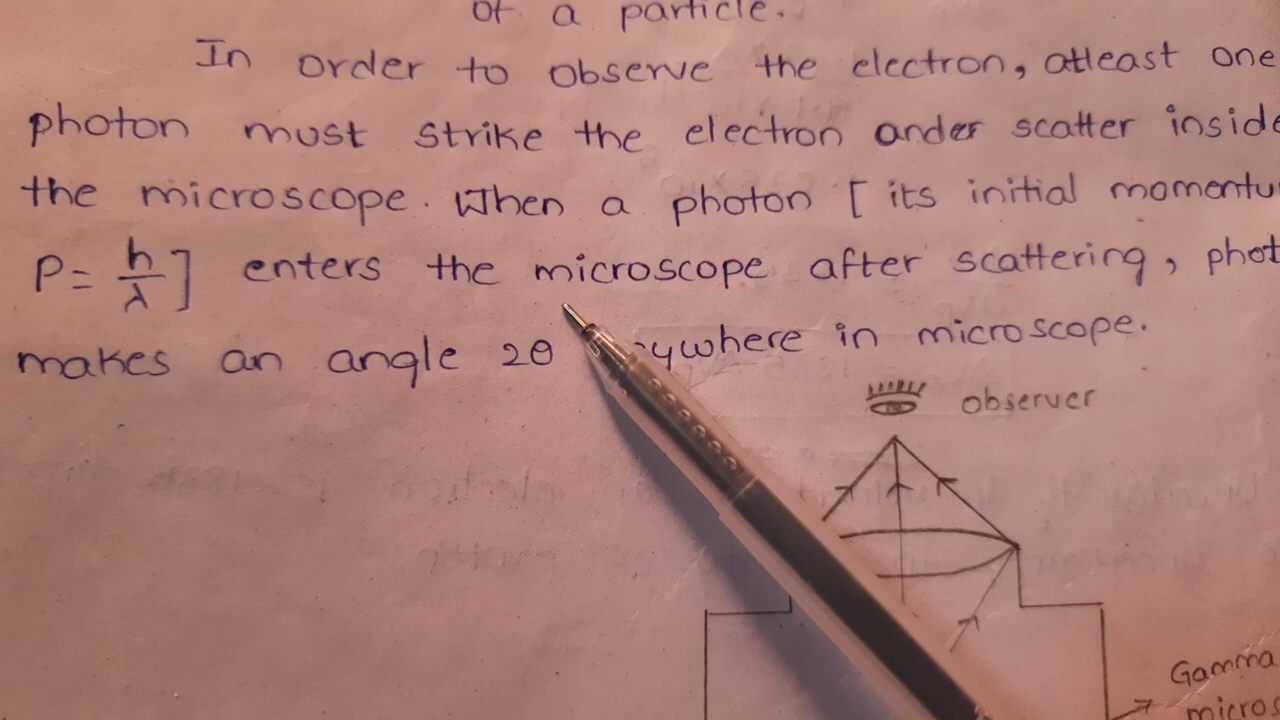 of a particle.
In order to observe the electron, atleast one
photon must strike the electron and scatter inside
the microscope. When a photon [ its initial momentu
P = h/λ ] enters the microscope after scattering, phot
makes an angle 2θ ywhere in microscope.
observer
Gamma
micros